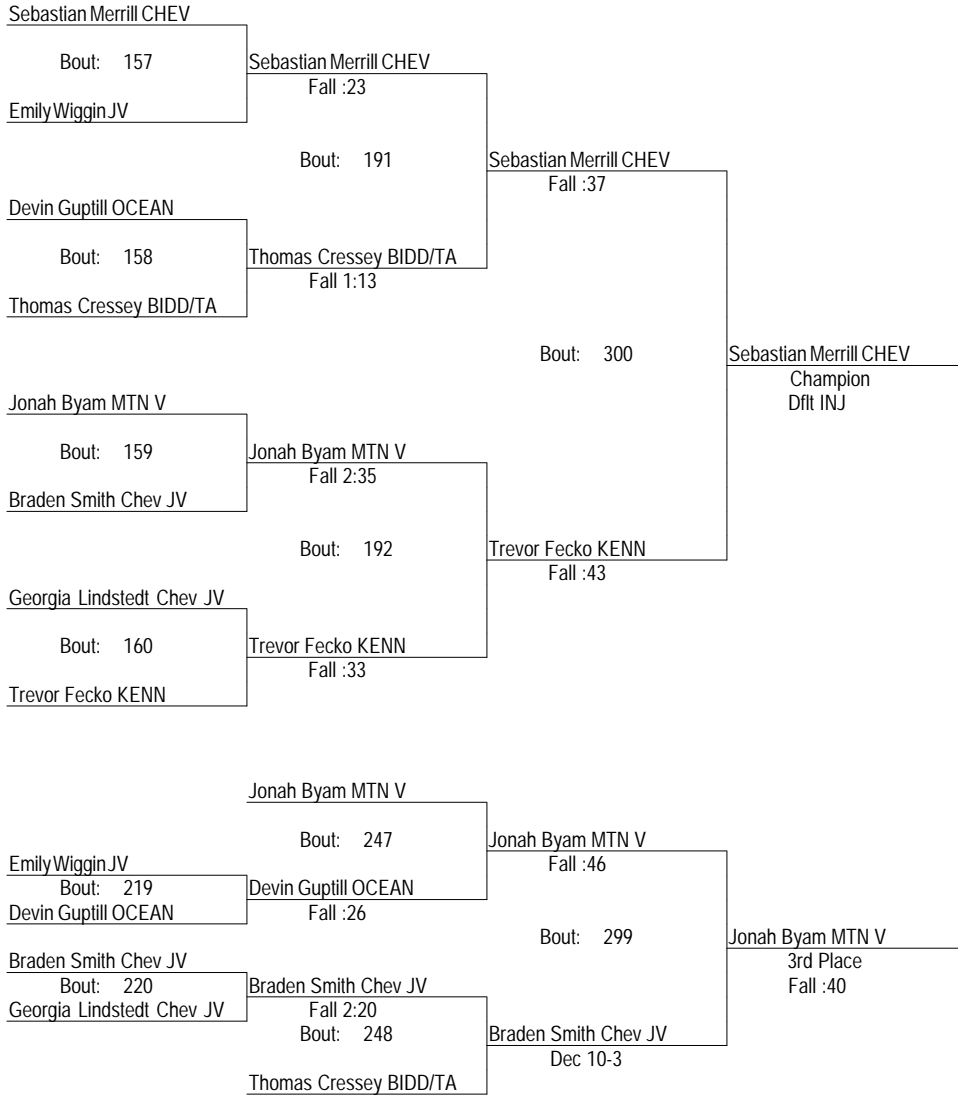 Sebastian Merrill CHEV
Bout: 157
Sebastian Merrill CHEV
Fall :23
Emily Wiggin JV
Bout: 191
Sebastian Merrill CHEV
Fall :37
Devin Guptill OCEAN
Bout: 158
Thomas Cressey BIDD/TA
Fall 1:13
Thomas Cressey BIDD/TA
Bout: 300
Sebastian Merrill CHEV
Champion
Dflt INJ
Jonah Byam MTN V
Bout: 159
Jonah Byam MTN V
Fall 2:35
Braden Smith Chev JV
Bout: 192
Trevor Fecko KENN
Fall :43
Georgia Lindstedt Chev JV
Bout: 160
Trevor Fecko KENN
Fall :33
Trevor Fecko KENN
Jonah Byam MTN V
Bout: 247
Jonah Byam MTN V
Fall :46
Emily Wiggin JV
Bout: 219
Devin Guptill OCEAN
Devin Guptill OCEAN
Fall :26
Bout: 299
Jonah Byam MTN V
3rd Place
Fall :40
Braden Smith Chev JV
Bout: 220
Braden Smith Chev JV
Georgia Lindstedt Chev JV
Fall 2:20
Bout: 248
Braden Smith Chev JV
Dec 10-3
Thomas Cressey BIDD/TA